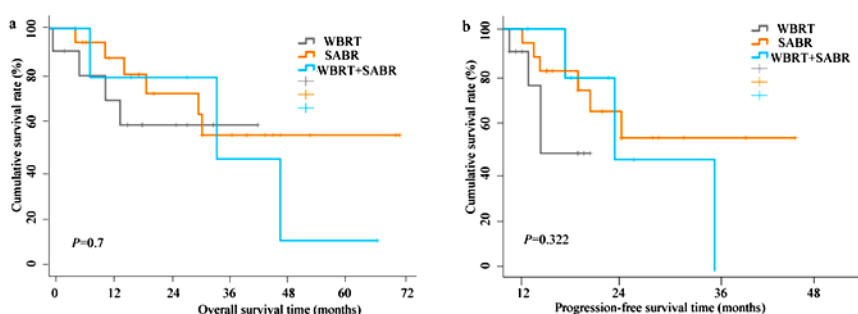 a
Cumulative survival rate (%)
100
80
60
40
20
0
WBRT
SABR
WBRT+SABR
P=0.7
0 12 24 36 48 60 72
Overall survival time (months)
b
Cumulative survival rate (%)
100
80
60
40
20
0
WBRT
SABR
WBRT+SABR
P=0.322
12 24 36 48
Progression-free survival time (months)